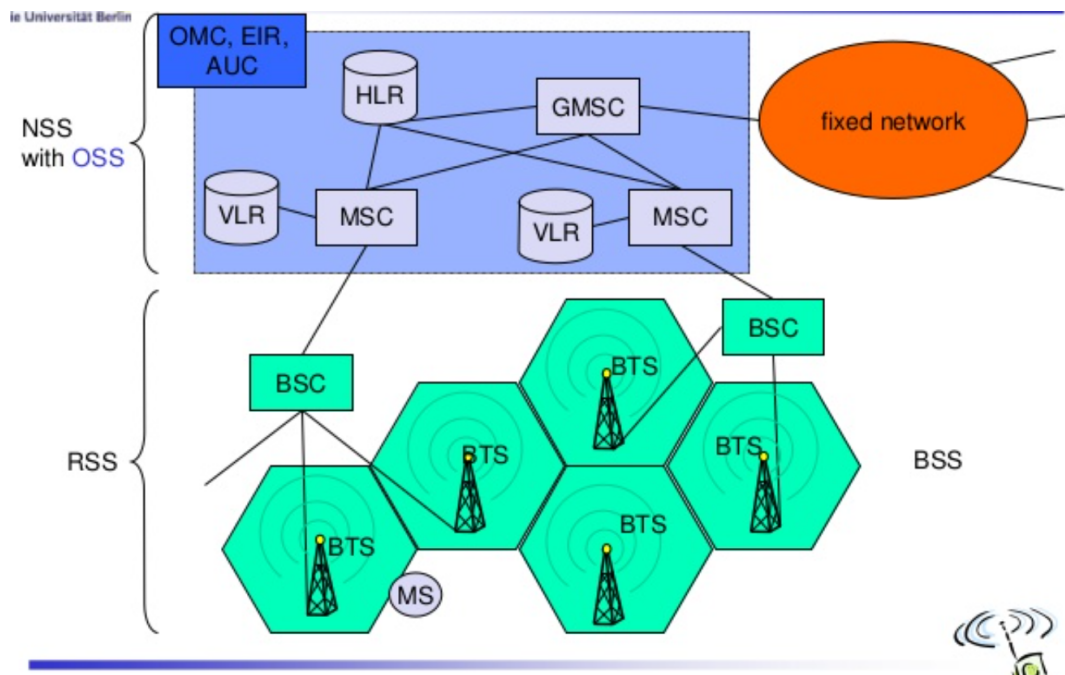 ie Universität Berlin
OMC, EIR,
AUC
HLR
GMSC
fixed network
NSS
with OSS
VLR
MSC
VLR
MSC
BSC
BTS
BSC
BTS
BTS
RSS
BSS
BTS
BTS
MS